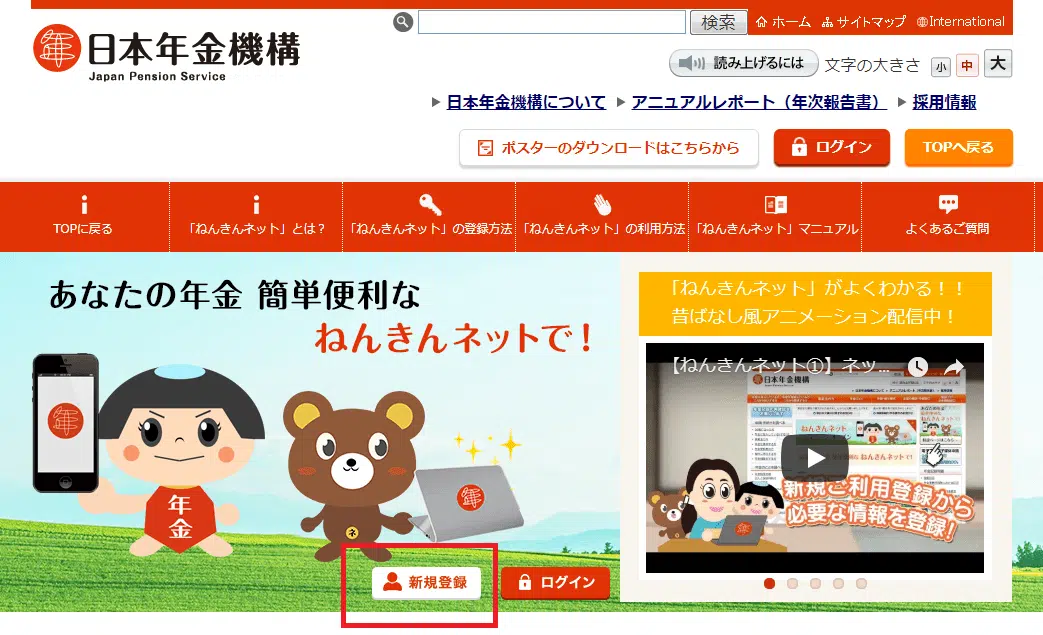 検索
ホーム
サイトマップ
International
日本年金機構
Japan Pension Service
読み上げるには
文字の大きさ
小
中
大
日本年金機構について
アニュアルレポート（年次報告書）
採用情報
ポスターのダウンロードはこちらから
ログイン
TOPへ戻る
TOPに戻る
「ねんきんネット」とは？
「ねんきんネット」の登録方法
「ねんきんネット」の利用方法
「ねんきんネット」マニュアル
よくあるご質問
あなたの年金 簡単便利な
ねんきんネットで！
年
年
金
年
ネ
新規登録
ログイン
「ねんきんネット」がよくわかる！！
昔ばなし風アニメーション配信中！
【ねんきんネット①】ネッ...
日本年金機構
ねんきんネットで！
新規ご利用登録から
必要な情報を登録!